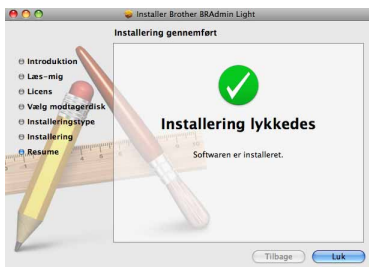 Installer Brother BRAdmin Light
Installering gennemført
Introduktion
Læs-mig
Licens
Vælg modtagerdisk
Installeringstype
Installering
Resume
Installering lykkedes
Softwaren er installeret.
Tilbage
Luk